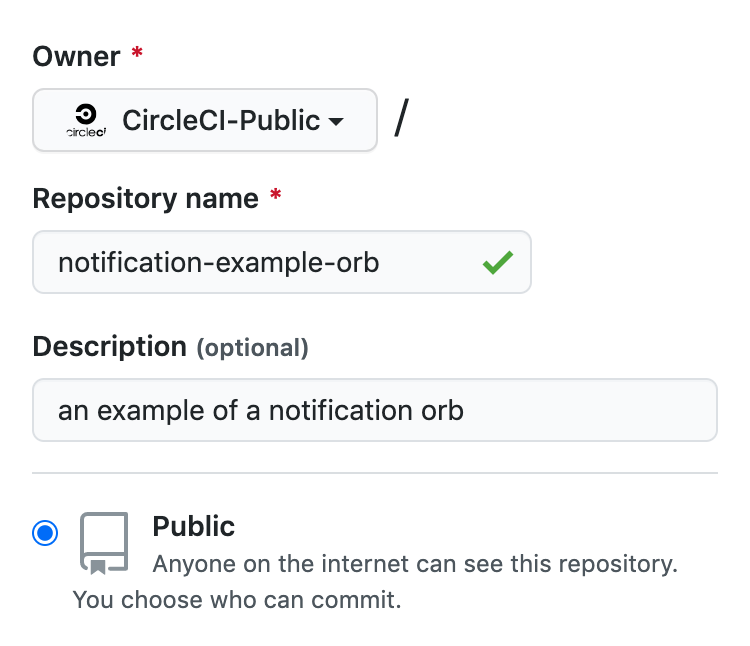 Owner *
circleci CircleCI-Public /
Repository name *
notification-example-orb
Description (optional)
an example of a notification orb
Public
Anyone on the internet can see this repository.
You choose who can commit.